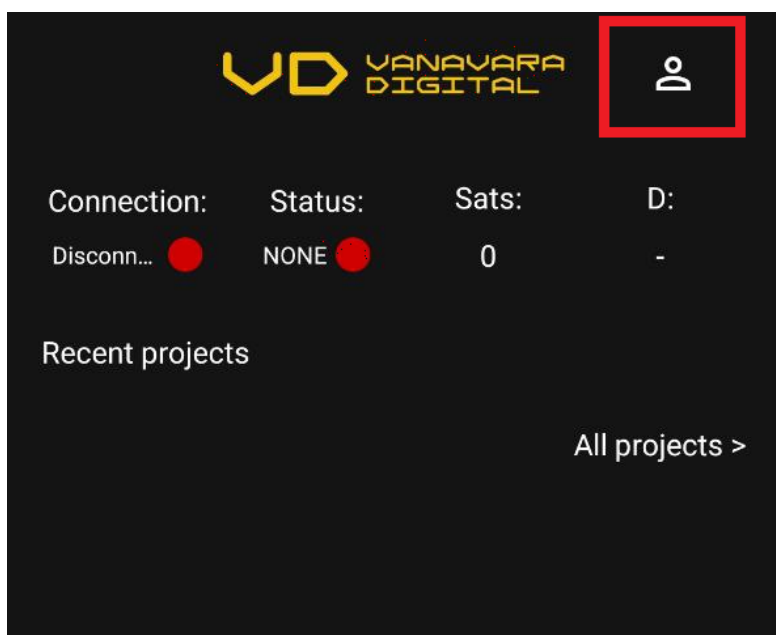 VD VANAVARA
DIGITAL
Connection: Status: Sats: D:
Disconn... NONE 0 -
Recent projects
All projects >